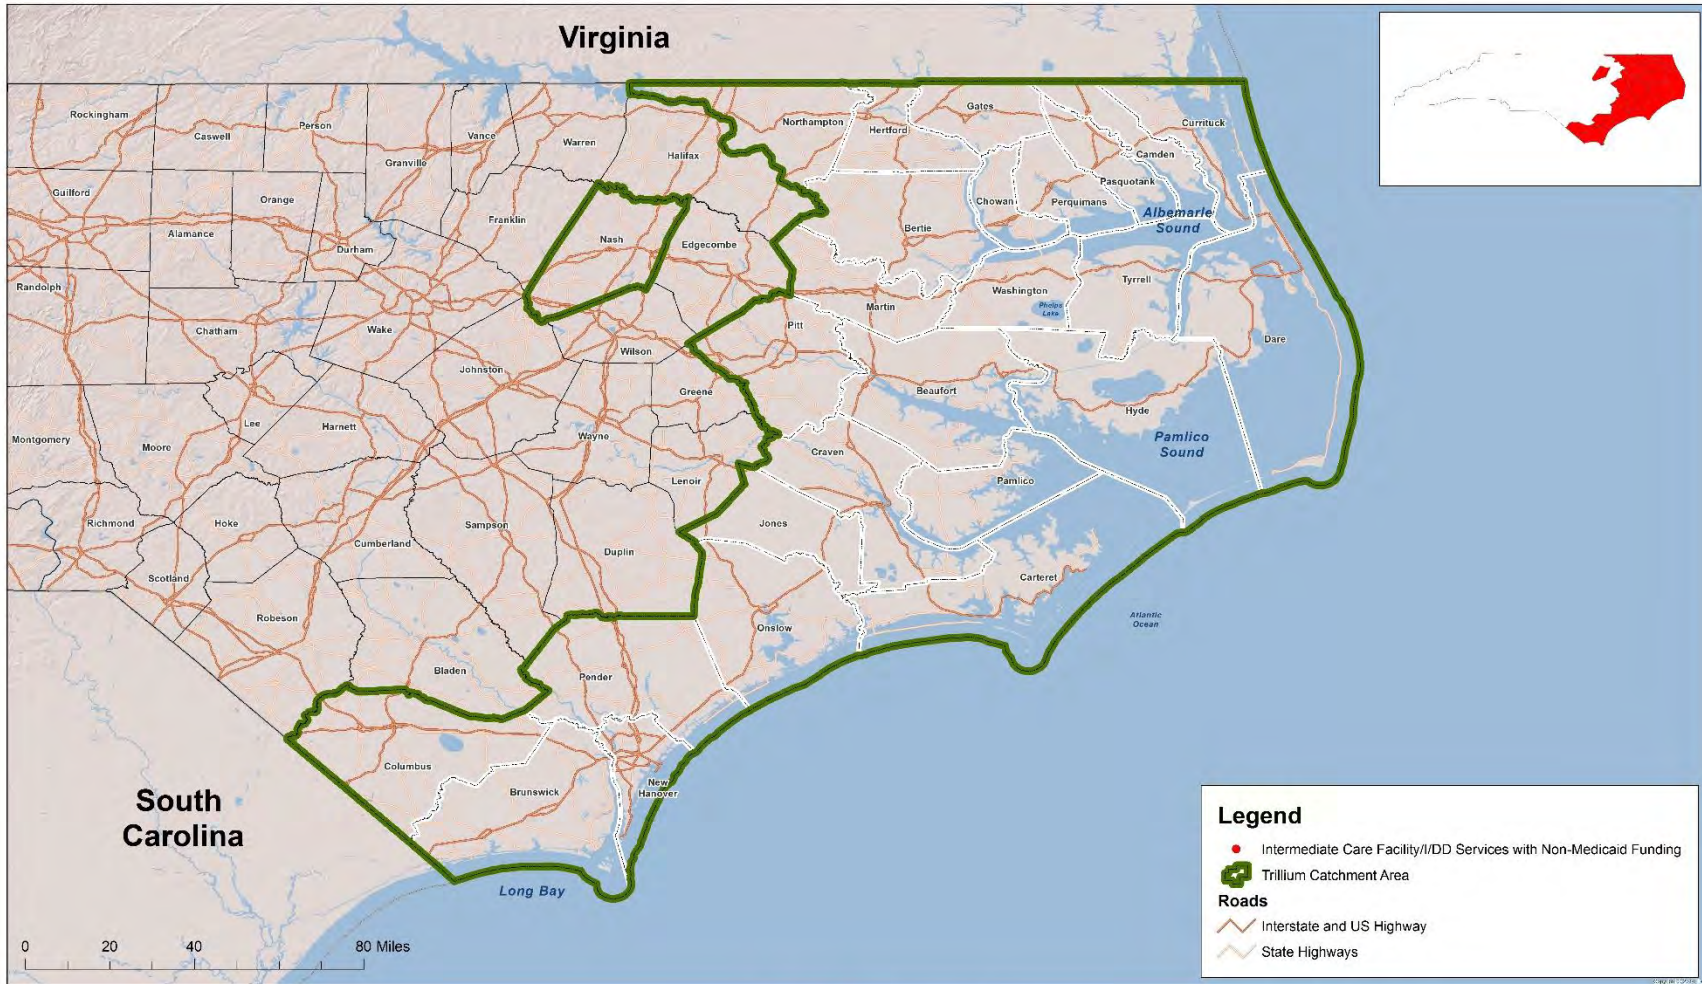 Virginia
Rockingham
Caswell
Person
Vance
Warren
Northampton
Hertford
Gates
Currituck
Granville
Halifax
Camden
Guilford
Orange
Franklin
Pasquotank
Chowan
Perquimans
Albemarle
Sound
Alamance
Durham
Nash
Edgecombe
Bertie
Randolph
Washington
Tyrrell
Martin
Phelps
Lake
Chatham
Wake
Pitt
Dare
Wilson
Johnston
Greene
Beaufort
Hyde
Lee
Harnett
Wayne
Montgomery
Moore
Craven
Pamlico
Sound
Lenoir
Pamlico
Richmond
Hoke
Sampson
Jones
Cumberland
Duplin
Scotland
Carteret
Robeson
Onslow
Atlantic
Ocean
Bladen
Pender
Columbus
Brunswick
New
Hanover
South
Carolina
Long Bay
0 20 40 80 Miles
Legend
Intermediate Care Facility/I/DD Services with Non-Medicaid Funding
Trillium Catchment Area
Roads
Interstate and US Highway
State Highways